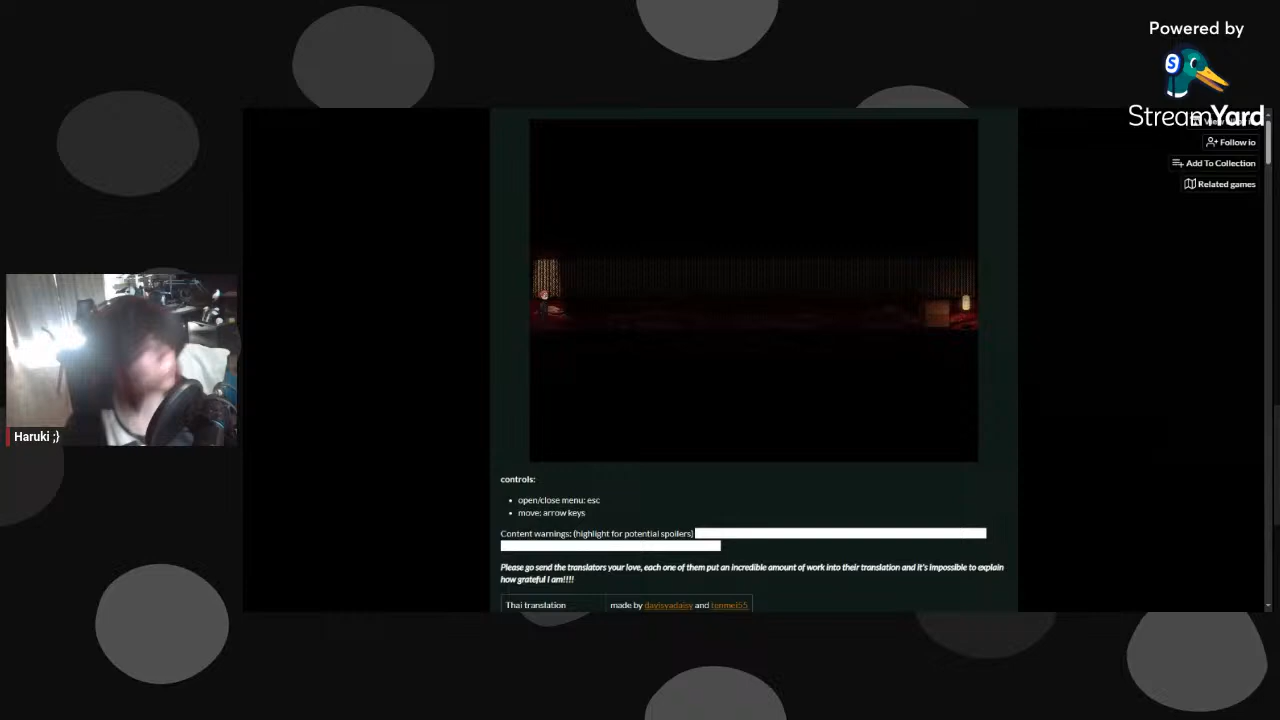 Powered by
StreamYard
Follow io
Add To Collection
Related games
Haruki ;}
controls:
open/close menu: esc
move: arrow keys
Content warnings: (highlight for potential spoilers)
Please go send the translators your love, each one of them put an incredible amount of work into their translation and it's impossible to explain
how grateful I am!!!!
Thai translation made by davisyadaisy and tonmei55